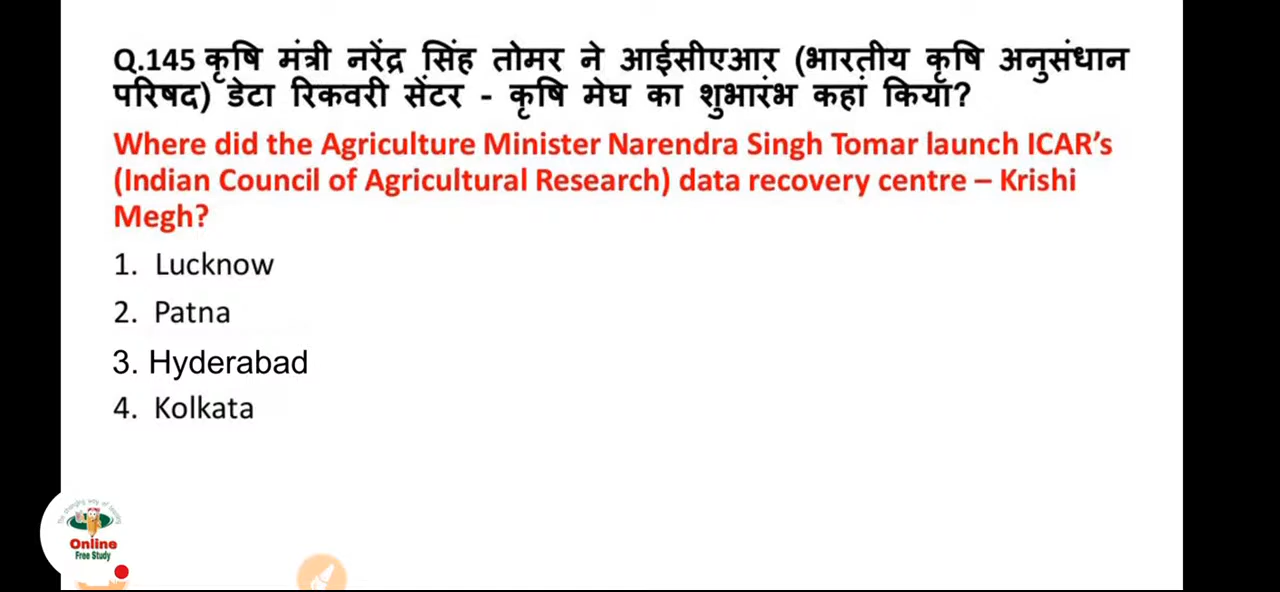 Q.145 कृषि मंत्री नरेंद्र सिंह तोमर ने आईसीएआर (भारतीय कृषि अनुसंधान
परिषद) डेटा रिकवरी सेंटर - कृषि मेघ का शुभारंभ कहां किया?
Where did the Agriculture Minister Narendra Singh Tomar launch ICAR’s
(Indian Council of Agricultural Research) data recovery centre – Krishi
Megh?
1. Lucknow
2. Patna
3. Hyderabad
4. Kolkata
Online
Free Study